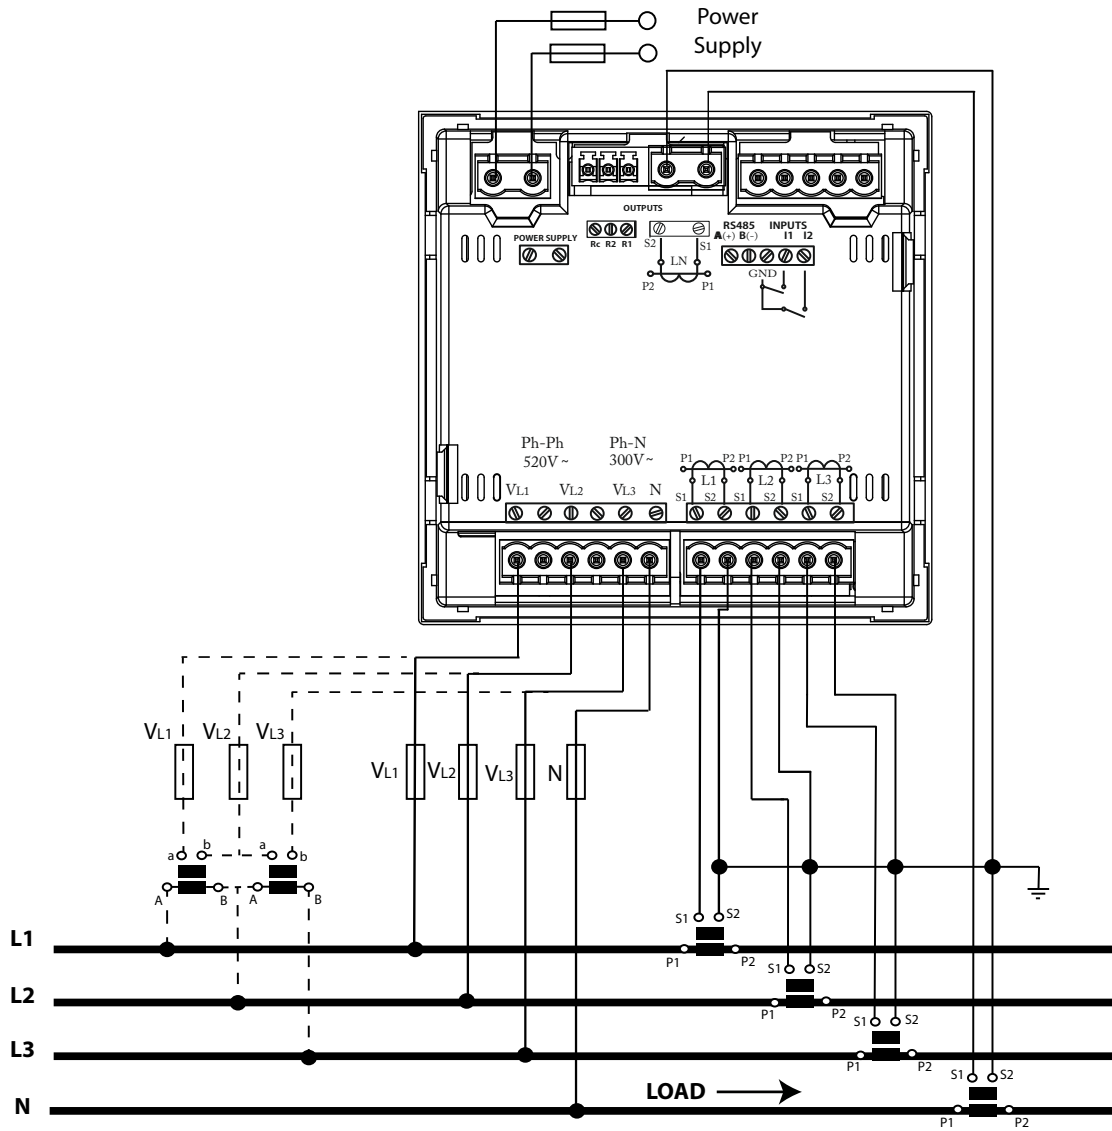 Power
Supply
OUTPUTS
POWER SUPPLY
Rc R2 R1
S2 S1
LN
P2 P1
RS485 INPUTS
A(+) B(-) I1 I2
GND
Ph-Ph Ph-N
520V~ 300V~
VL1 VL2 VL3 N
P1 P2 P1 P2 P1 P2
L1 L2 L3
S1 S2 S1 S2 S1 S2
VL1 VL2 VL3
VL1 VL2 VL3 N
a b a b
A B A B
L1
S1 S2
P1 P2
L2
S1 S2
P1 P2
L3
S1 S2
P1 P2
N
LOAD
S1 S2
P1 P2